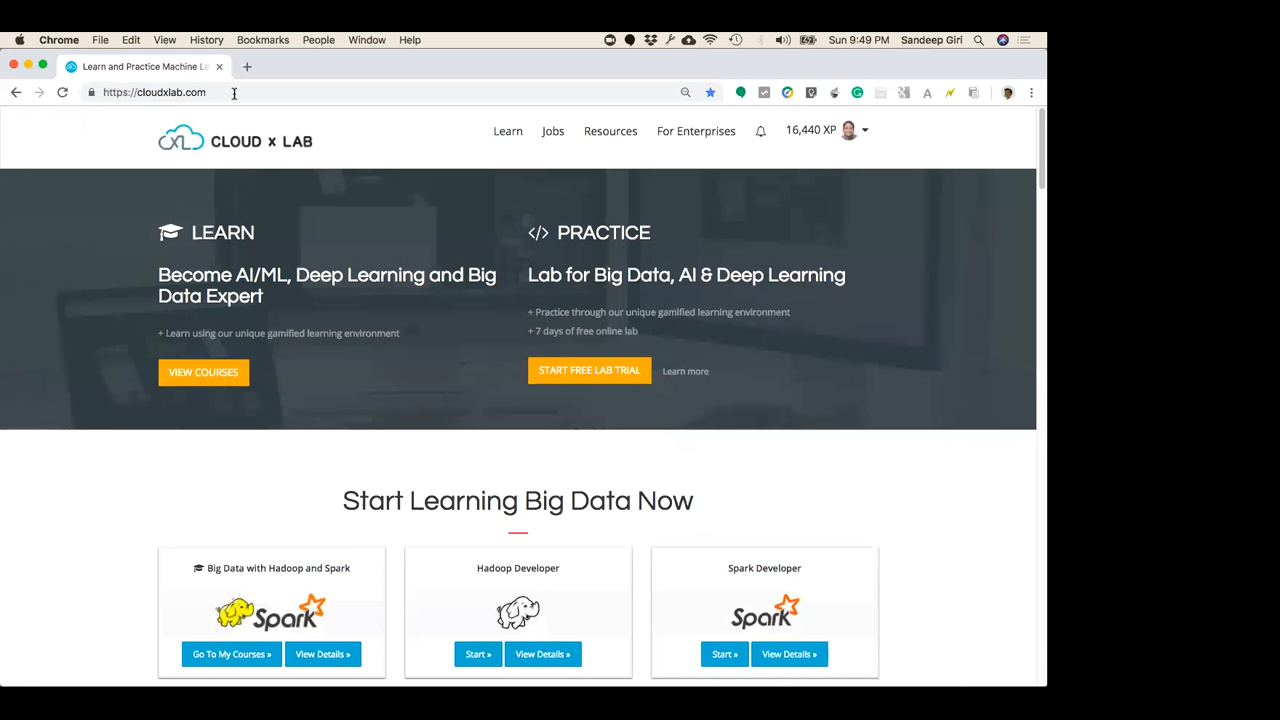 Chrome File Edit View History Bookmarks People Window Help Sun 9:49 PM Sandeep Giri
Learn and Practice Machine Le
https://cloudxlab.com
CLOUD x LAB
Learn Jobs Resources For Enterprises 16,440 XP
LEARN
Become AI/ML, Deep Learning and Big
Data Expert
+ Learn using our unique gamified learning environment
VIEW COURSES
PRACTICE
Lab for Big Data, AI & Deep Learning
+ Practice through our unique gamified learning environment
+ 7 days of free online lab
START FREE LAB TRIAL Learn more
Start Learning Big Data Now
Big Data with Hadoop and Spark
Spark
Go To My Courses » View Details »
Hadoop Developer
Start » View Details »
Spark Developer
Spark
Start » View Details »